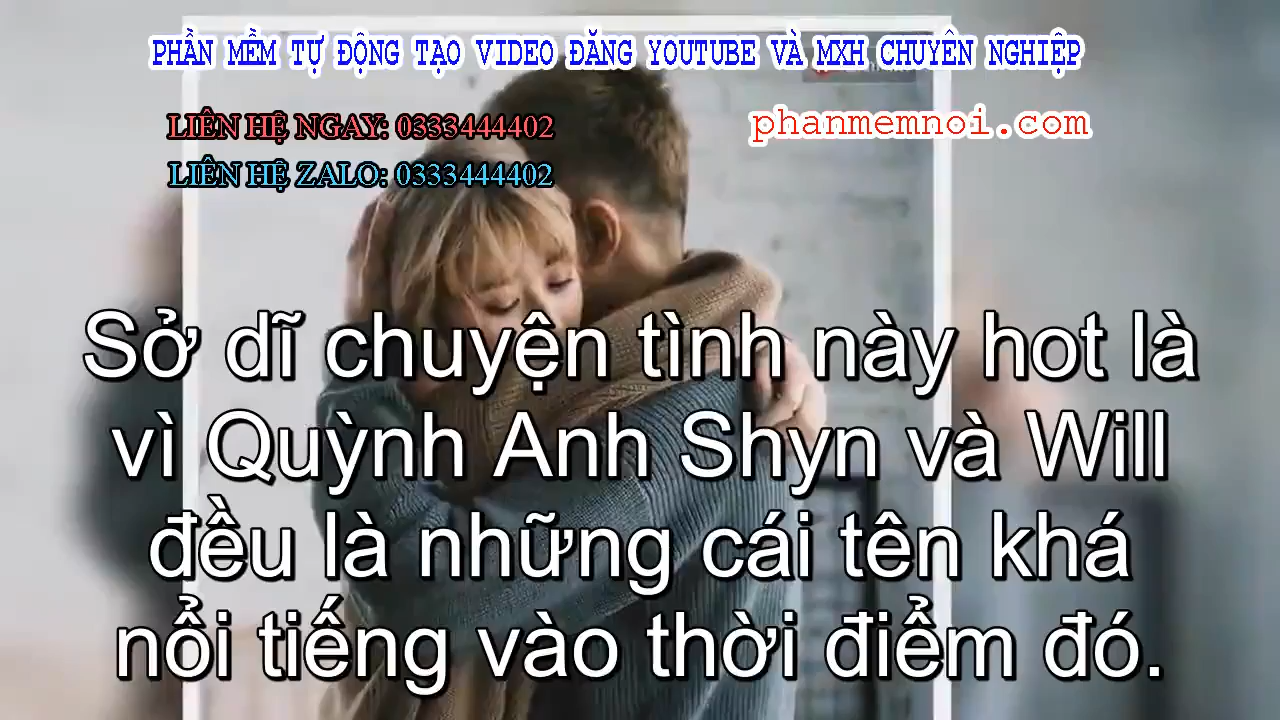 PHẦN MỀM TỰ ĐỘNG TẠO VIDEO ĐĂNG YOUTUBE VÀ MXH CHUYÊN NGHIỆP
LIÊN HỆ NGAY: 0333444402
phanmemnoi.com
LIÊN HỆ ZALO: 0333444402
Sở dĩ chuyện tình này hot là
vì Quỳnh Anh Shyn và Will
đều là những cái tên khá
nổi tiếng vào thời điểm đó.